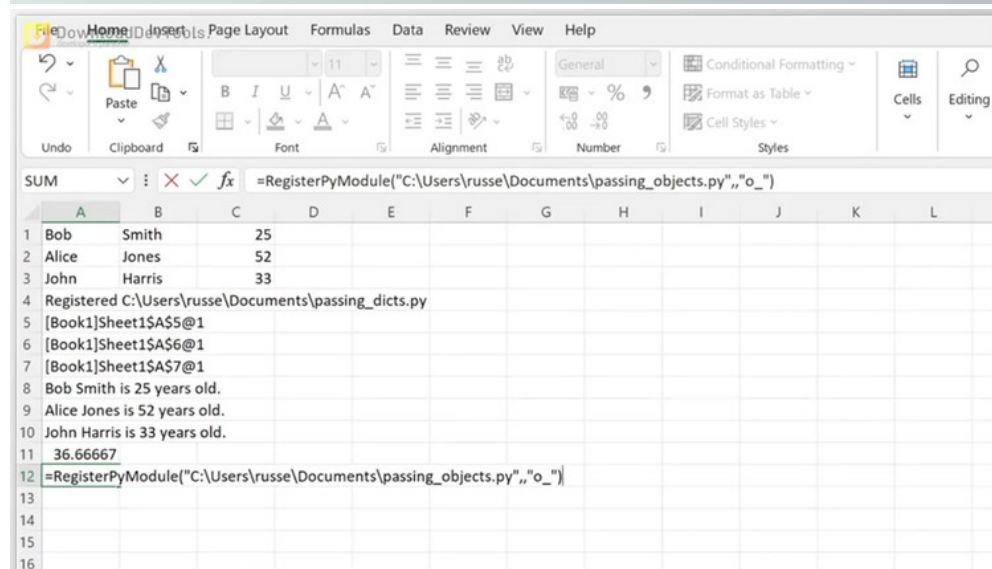 File Home Insert Page Layout Formulas Data Review View Help
DownloadDevTools
11 General Conditional Formatting
Paste B I U A^ A˅ ab % 9 Format as Table Cells Editing
Cell Styles
Undo Clipboard Font Alignment Number Styles
SUM fx =RegisterPyModule("C:\Users\russe\Documents\passing_objects.py",,"o_")
A B C D E F G H I J K L
1 Bob Smith 25
2 Alice Jones 52
3 John Harris 33
4 Registered C:\Users\russe\Documents\passing_dicts.py
5 [Book1]Sheet1$A$5@1
6 [Book1]Sheet1$A$6@1
7 [Book1]Sheet1$A$7@1
8 Bob Smith is 25 years old.
9 Alice Jones is 52 years old.
10 John Harris is 33 years old.
11 36.66667
12 =RegisterPyModule("C:\Users\russe\Documents\passing_objects.py",,"o_")
13
14
15
16